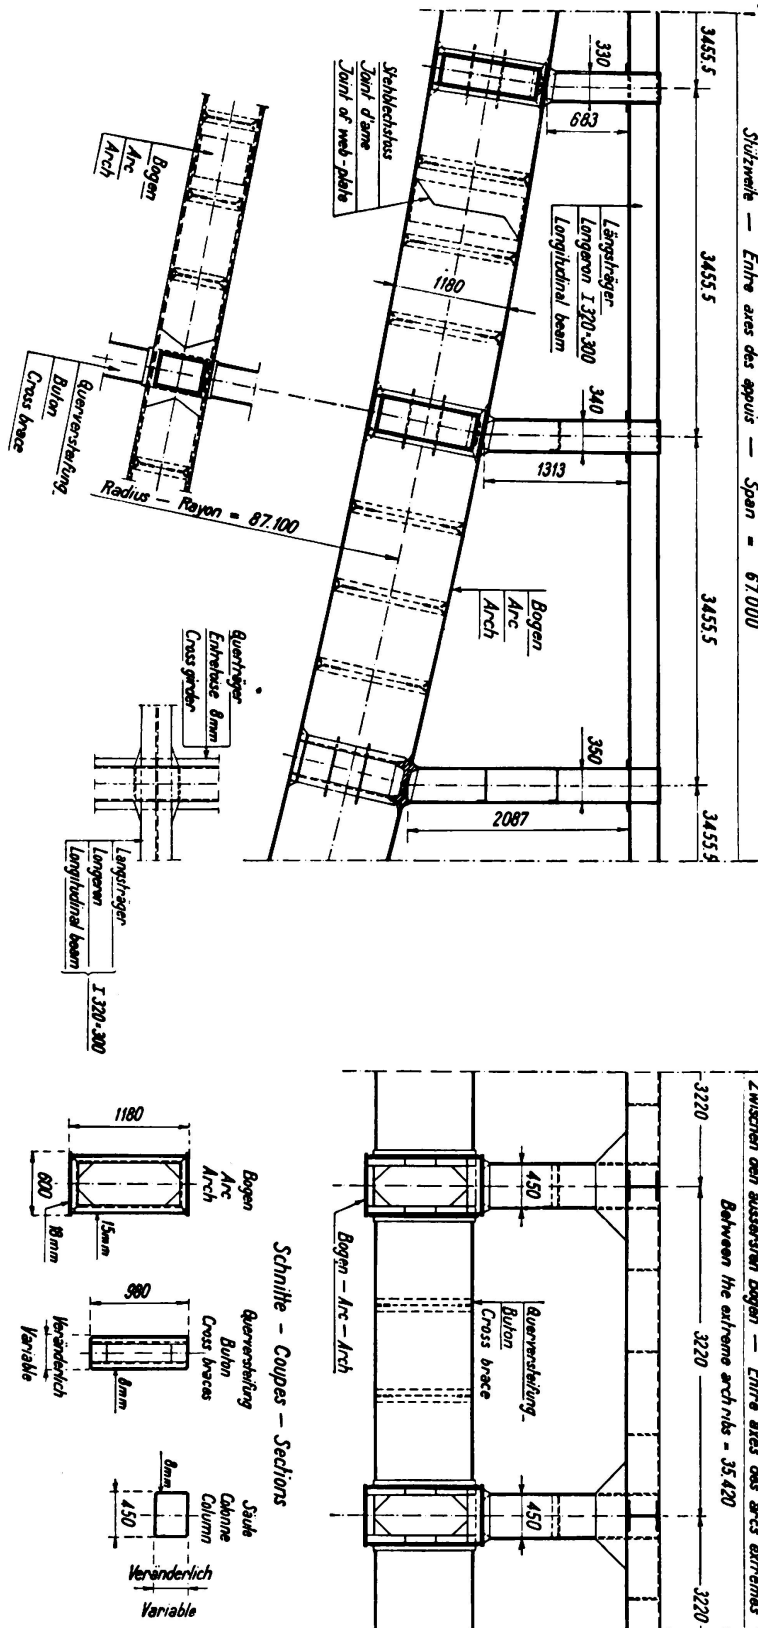 Stützweite — Entre axes des appuis — Span = 67.000
3455.5
3455.5
3455.5
3455.5
330
683
Längsträger
Longeron I 320·300
Longitudinal beam
340
1313
350
2087
Stehblechstoss
Joint d'ame
Joint of web-plate
1180
Bogen
Arc
Arch
Bogen
Arc
Arch
Querversteifung
Buton
Cross brace
Radius — Rayon = 87.100
Querträger
Entretoise 8mm
Cross girder
Längsträger
Longeron
Longitudinal beam
I 320·300
Zwischen den äussersten Bögen — Entre axes des arcs extrêmes
Between the extreme arch ribs = 35.420
3220
3220
3220
450
450
Bogen – Arc – Arch
Querversteifung
Buton
Cross brace
Schnitte – Coupes – Sections
Bogen
Arc
Arch
1180
600
15mm
18mm
Querversteifung
Buton
Cross braces
980
8mm
Veränderlich
Variable
Säule
Colonne
Column
8mm
450
Veränderlich
Variable